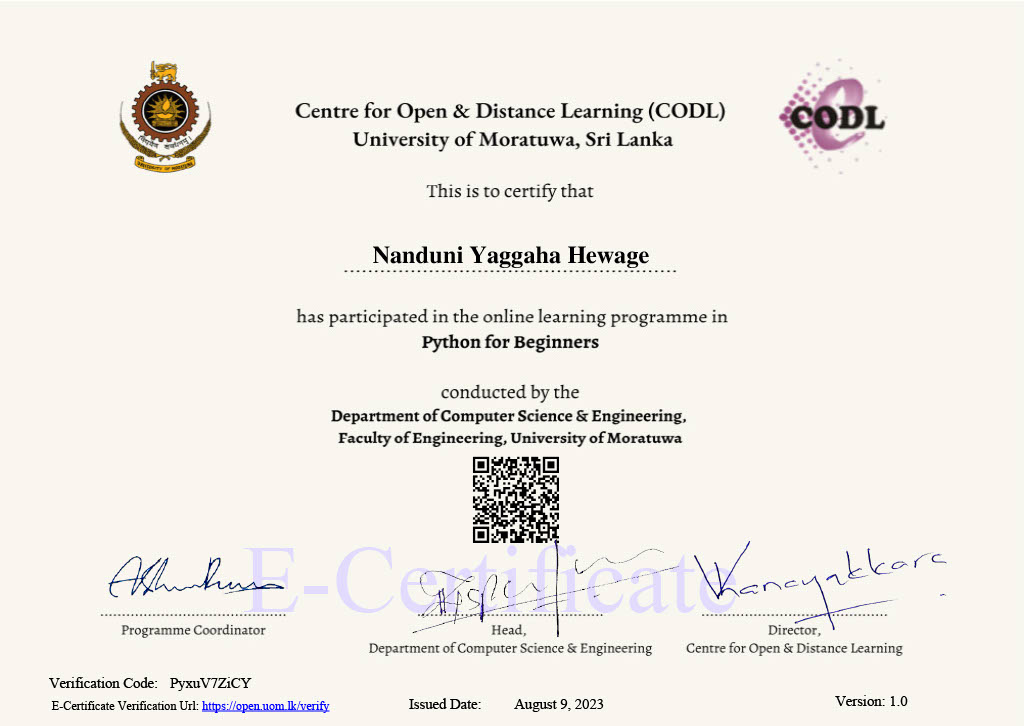 Centre for Open & Distance Learning (CODL)
University of Moratuwa, Sri Lanka
CODL
UNIVERSITY OF MORATUWA
This is to certify that
Nanduni Yaggaha Hewage
has participated in the online learning programme in
Python for Beginners
conducted by the
Department of Computer Science & Engineering,
Faculty of Engineering, University of Moratuwa
E-Certificate
Programme Coordinator
Head,
Department of Computer Science & Engineering
Director,
Centre for Open & Distance Learning
Verification Code: PyxuV7ZiCY
E-Certificate Verification Url: https://open.uom.lk/verify
Issued Date: August 9, 2023
Version: 1.0